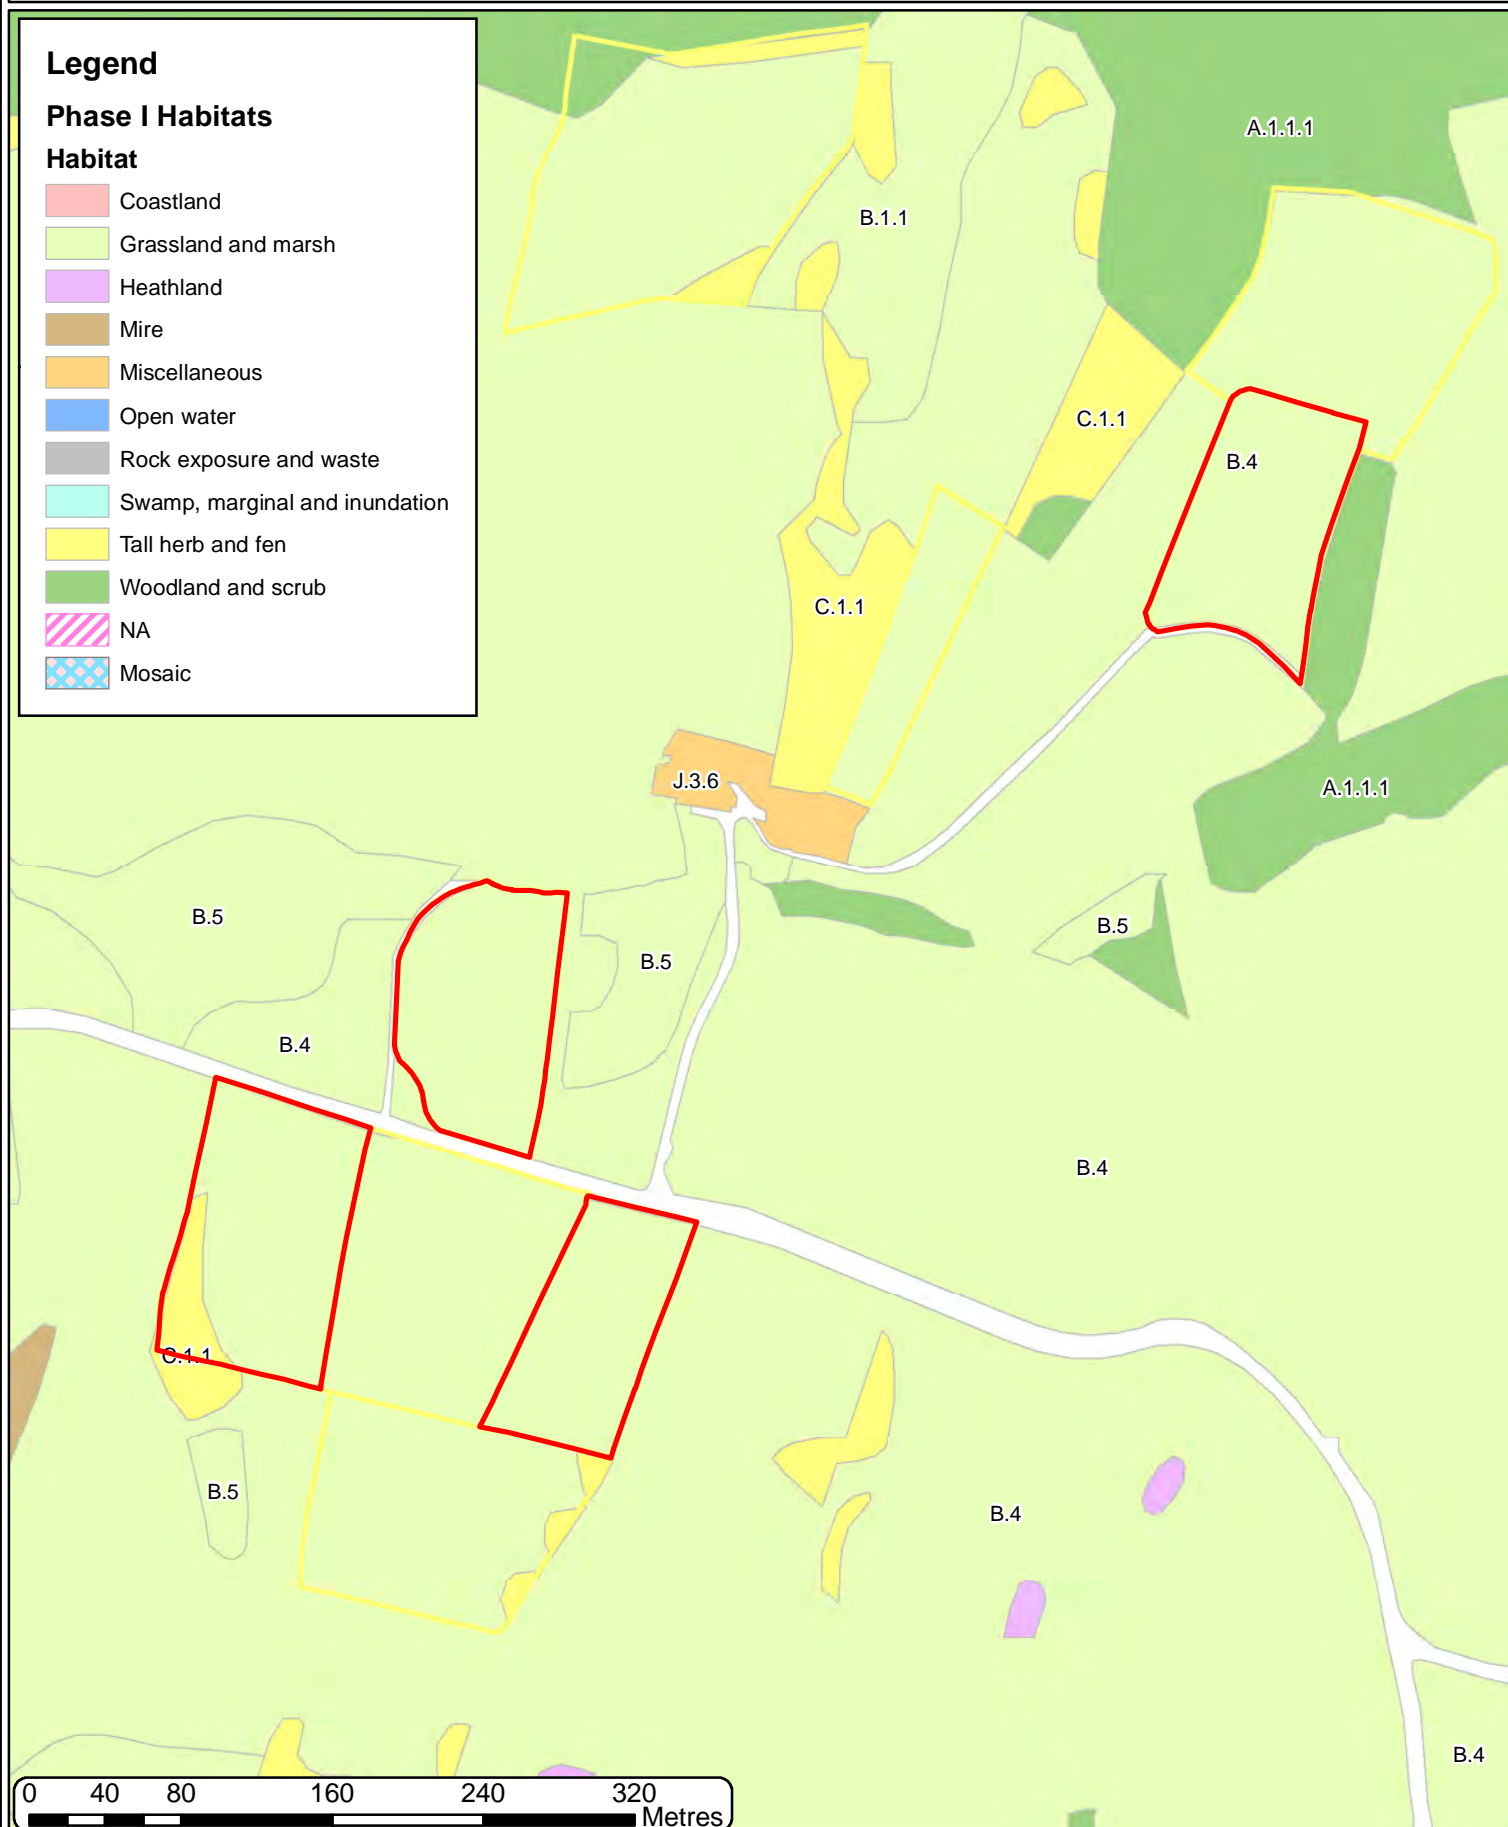 Legend
Phase I Habitats
Habitat
Coastland
Grassland and marsh
Heathland
Mire
Miscellaneous
Open water
Rock exposure and waste
Swamp, marginal and inundation
Tall herb and fen
Woodland and scrub
NA
Mosaic
A.1.1.1
B.1.1
C.1.1
B.4
C.1.1
J.3.6
A.1.1.1
B.5
B.5
B.5
B.4
B.4
C.1.1
B.5
B.4
B.4
0 40 80 160 240 320
Metres